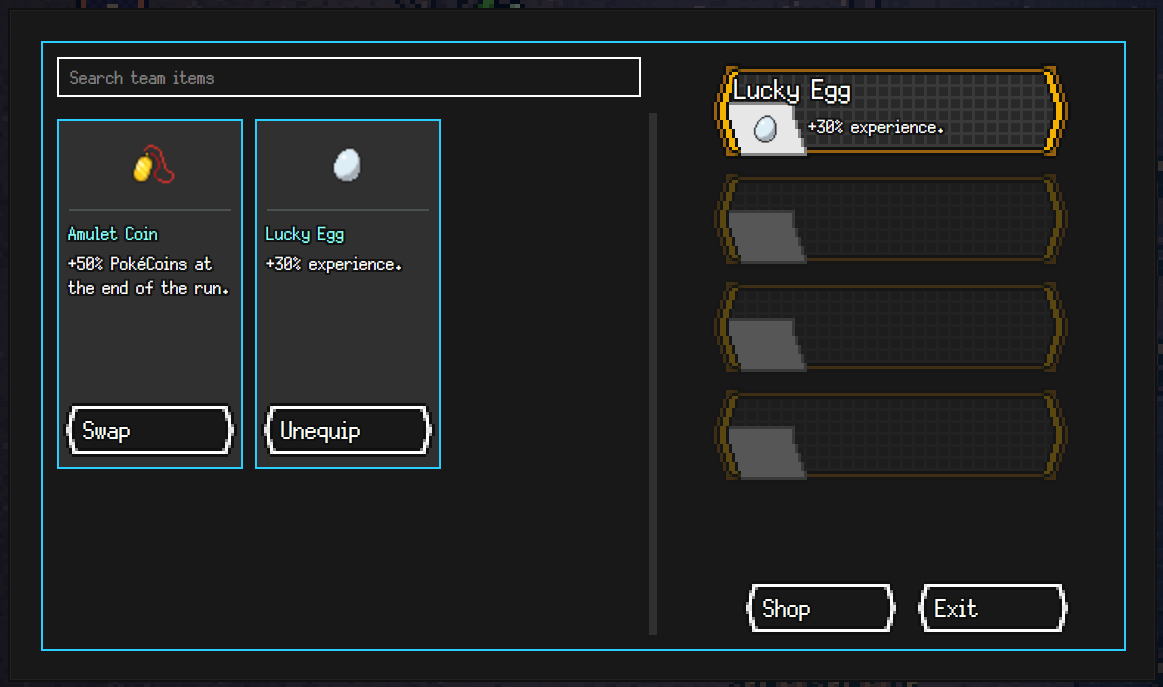 Search team items
Amulet Coin
+50% PokéCoins at
the end of the run.
Swap
Lucky Egg
+30% experience.
Unequip
Lucky Egg
+30% experience.
Shop
Exit